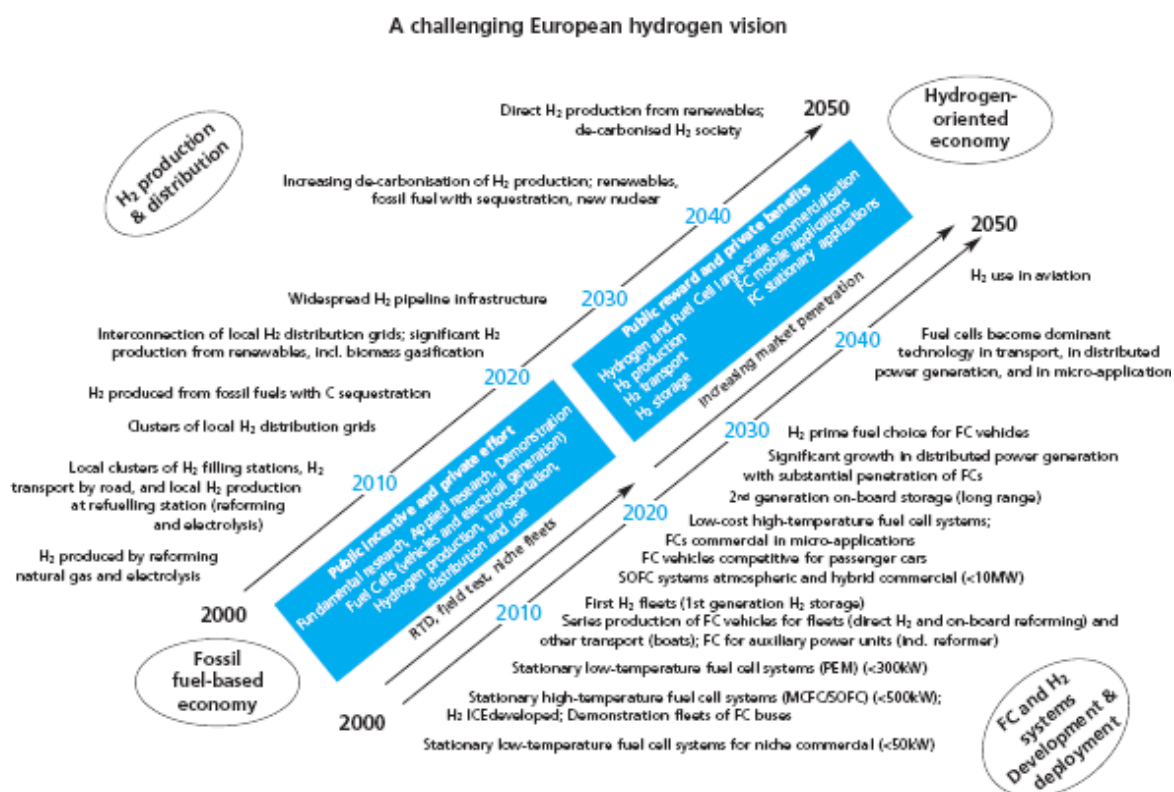 A challenging European hydrogen vision
H₂ production
& distribution
Direct H₂ production from renewables;
de-carbonised H₂ society
2050
Hydrogen-
oriented
economy
Increasing de-carbonisation of H₂ production; renewables,
fossil fuel with sequestration, new nuclear
2040
Widespread H₂ pipeline infrastructure
2030
Interconnection of local H₂ distribution grids; significant H₂
production from renewables, incl. biomass gasification
2020
H₂ produced from fossil fuels with C sequestration
Clusters of local H₂ distribution grids
Local clusters of H₂ filling stations, H₂
transport by road, and local H₂ production
at refuelling station (reforming
and electrolysis)
2010
H₂ produced by reforming
natural gas and electrolysis
2000
Fossil
fuel-based
economy
Public reward and private benefits
Hydrogen and Fuel Cell large-scale commercialisation
H₂ production
H₂ transport
H₂ storage
FC mobile applications
FC Stationary applications
Public incentive and private effort
Fundamental research, Applied research, Demonstration
Fuel Cells (vehicles and electrical generation)
Hydrogen production, transportation,
distribution and use
RTD, field test, niche fleets
Increasing market penetration
2050
H₂ use in aviation
2040
Fuel cells become dominant
technology in transport, in distributed
power generation, and in micro-application
2030
H₂ prime fuel choice for FC vehicles
Significant growth in distributed power generation
with substantial penetration of FCs
2nd generation on-board storage (long range)
2020
Low-cost high-temperature fuel cell systems;
FCs commercial in micro-applications
FC vehicles competitive for passenger cars
SOFC systems atmospheric and hybrid commercial (<10MW)
2010
First H₂ fleets (1st generation H₂ storage)
Series production of FC vehicles for fleets (direct H₂ and on-board reforming) and
other transport (boats); FC for auxiliary power units (incl. reformer)
Stationary low-temperature fuel cell systems (PEM) (<300kW)
Stationary high-temperature fuel cell systems (MCFC/SOFC) (<500kW);
H₂ ICEdeveloped; Demonstration fleets of FC buses
2000
Stationary low-temperature fuel cell systems for niche commercial (<50kW)
FC and H₂
systems
Development &
deployment